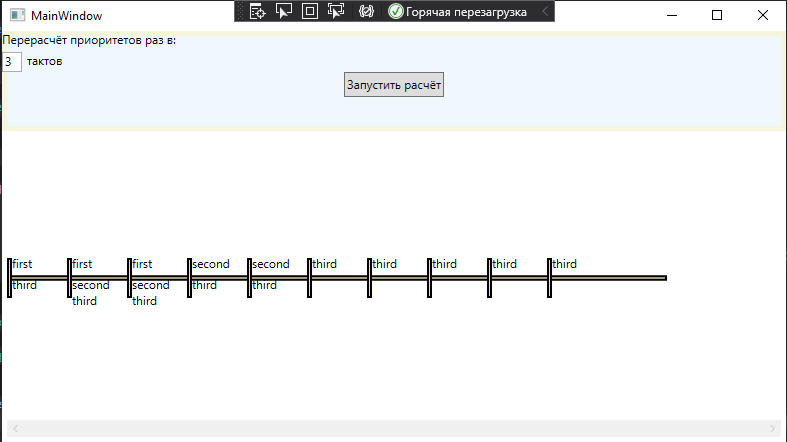 MainWindow
Горячая перезагрузка
Перерасчёт приоритетов раз в:
3 тактов
Запустить расчёт
first first first second second third third third third third
third second second third third
third third